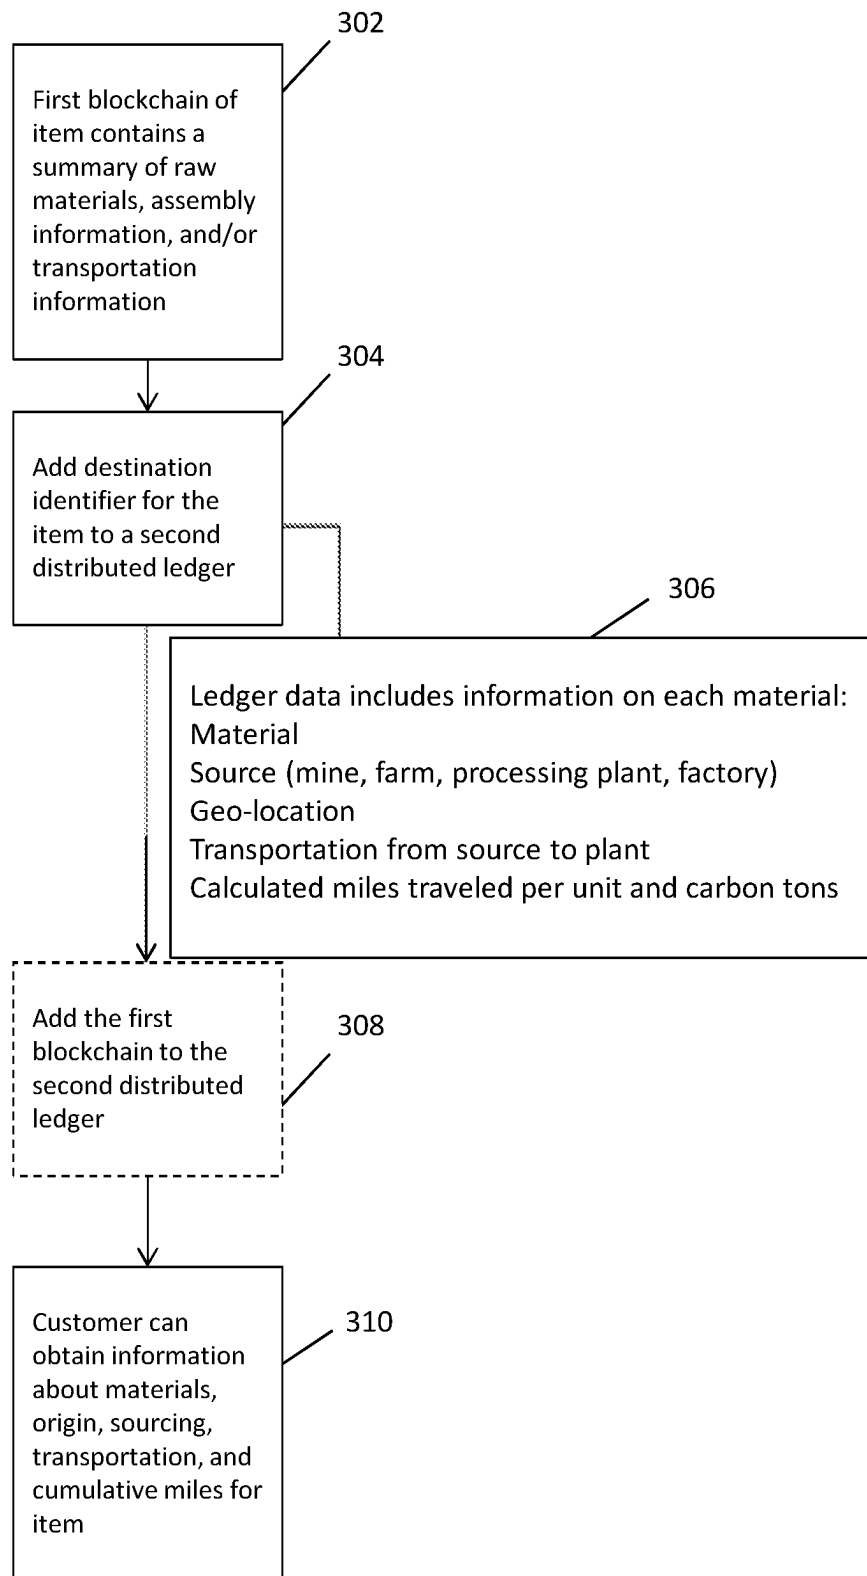 302
First blockchain of
item contains a
summary of raw
materials, assembly
information, and/or
transportation
information
304
Add destination
identifier for the
item to a second
distributed ledger
306
Ledger data includes information on each material:
Material
Source (mine, farm, processing plant, factory)
Geo-location
Transportation from source to plant
Calculated miles traveled per unit and carbon tons
308
Add the first
blockchain to the
second distributed
ledger
310
Customer can
obtain information
about materials,
origin, sourcing,
transportation, and
cumulative miles for
item